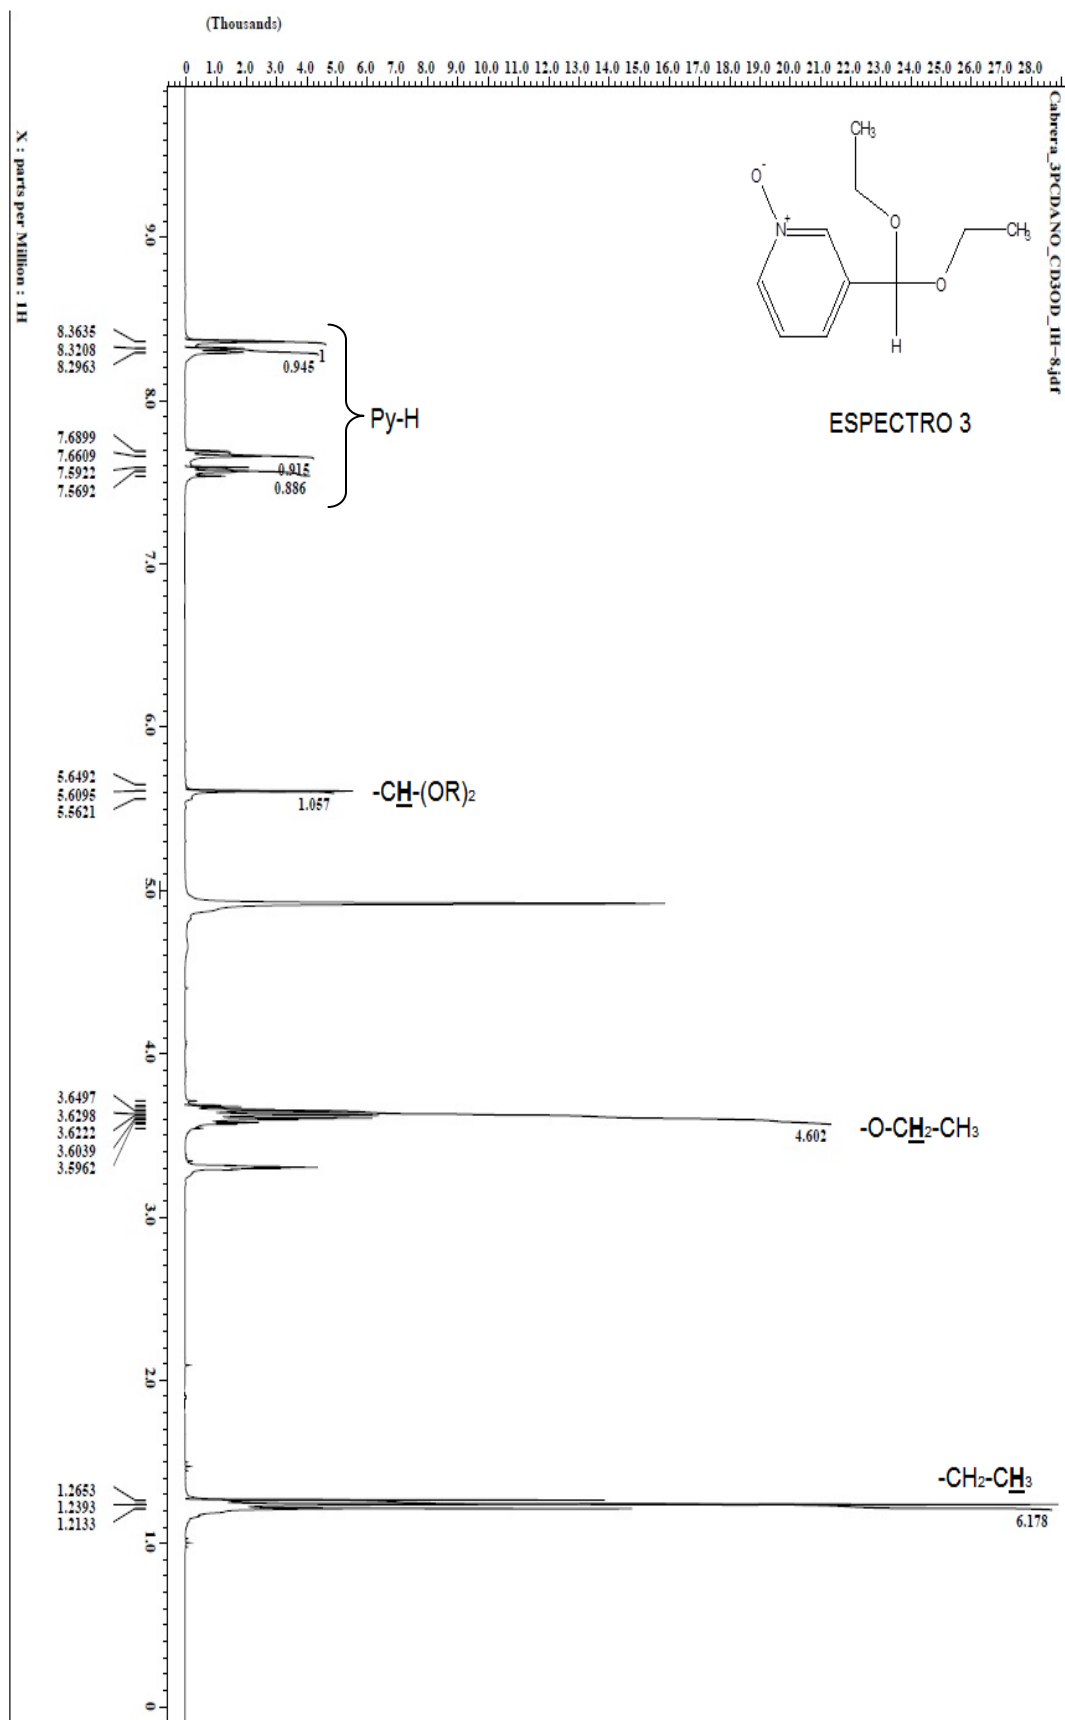 (Thousands)
0 1.0 2.0 3.0 4.0 5.0 6.0 7.0 8.0 9.0 10.0 11.0 12.0 13.0 14.0 15.0 16.0 17.0 18.0 19.0 20.0 21.0 22.0 23.0 24.0 25.0 26.0 27.0 28.0
Cabrera_3PCDANO_CD3OD_1H-8.jdf
X : parts per Million : 1H
CH3
O-
N+
O
CH3
O
H
ESPECTRO 3
9.0
8.0
7.0
6.0
5.0
4.0
3.0
2.0
1.0
0
8.3635
8.3208
8.2963
1
0.945
Py-H
7.6899
7.6609
7.5922
7.5692
0.915
0.886
5.6492
5.6095
5.5621
1.057
-CH-(OR)2
3.6497
3.6298
3.6222
3.6039
3.5962
4.602
-O-CH2-CH3
-CH2-CH3
1.2653
1.2393
1.2133
6.178